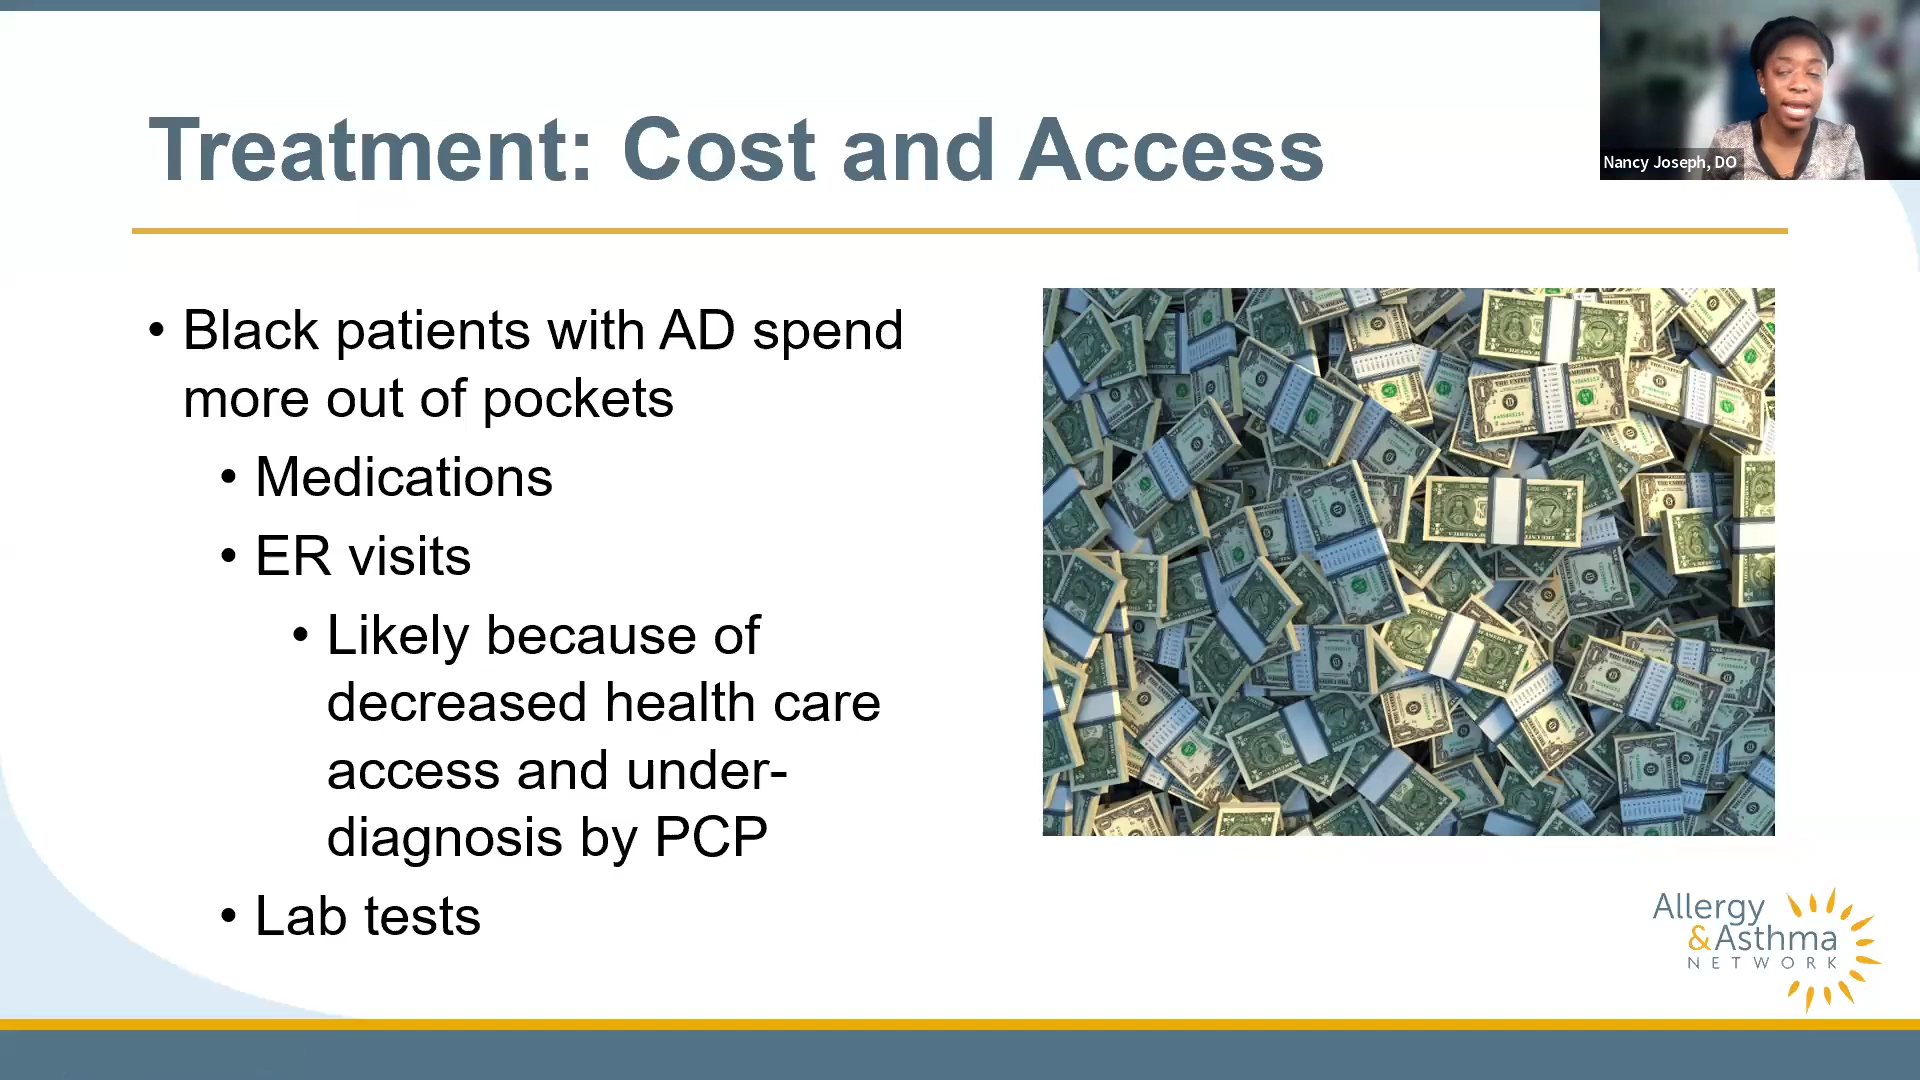 Treatment: Cost and Access
Nancy Joseph, DO
• Black patients with AD spend
more out of pockets
• Medications
• ER visits
• Likely because of
decreased health care
access and under-
diagnosis by PCP
• Lab tests
Allergy
&Asthma
NETWORK